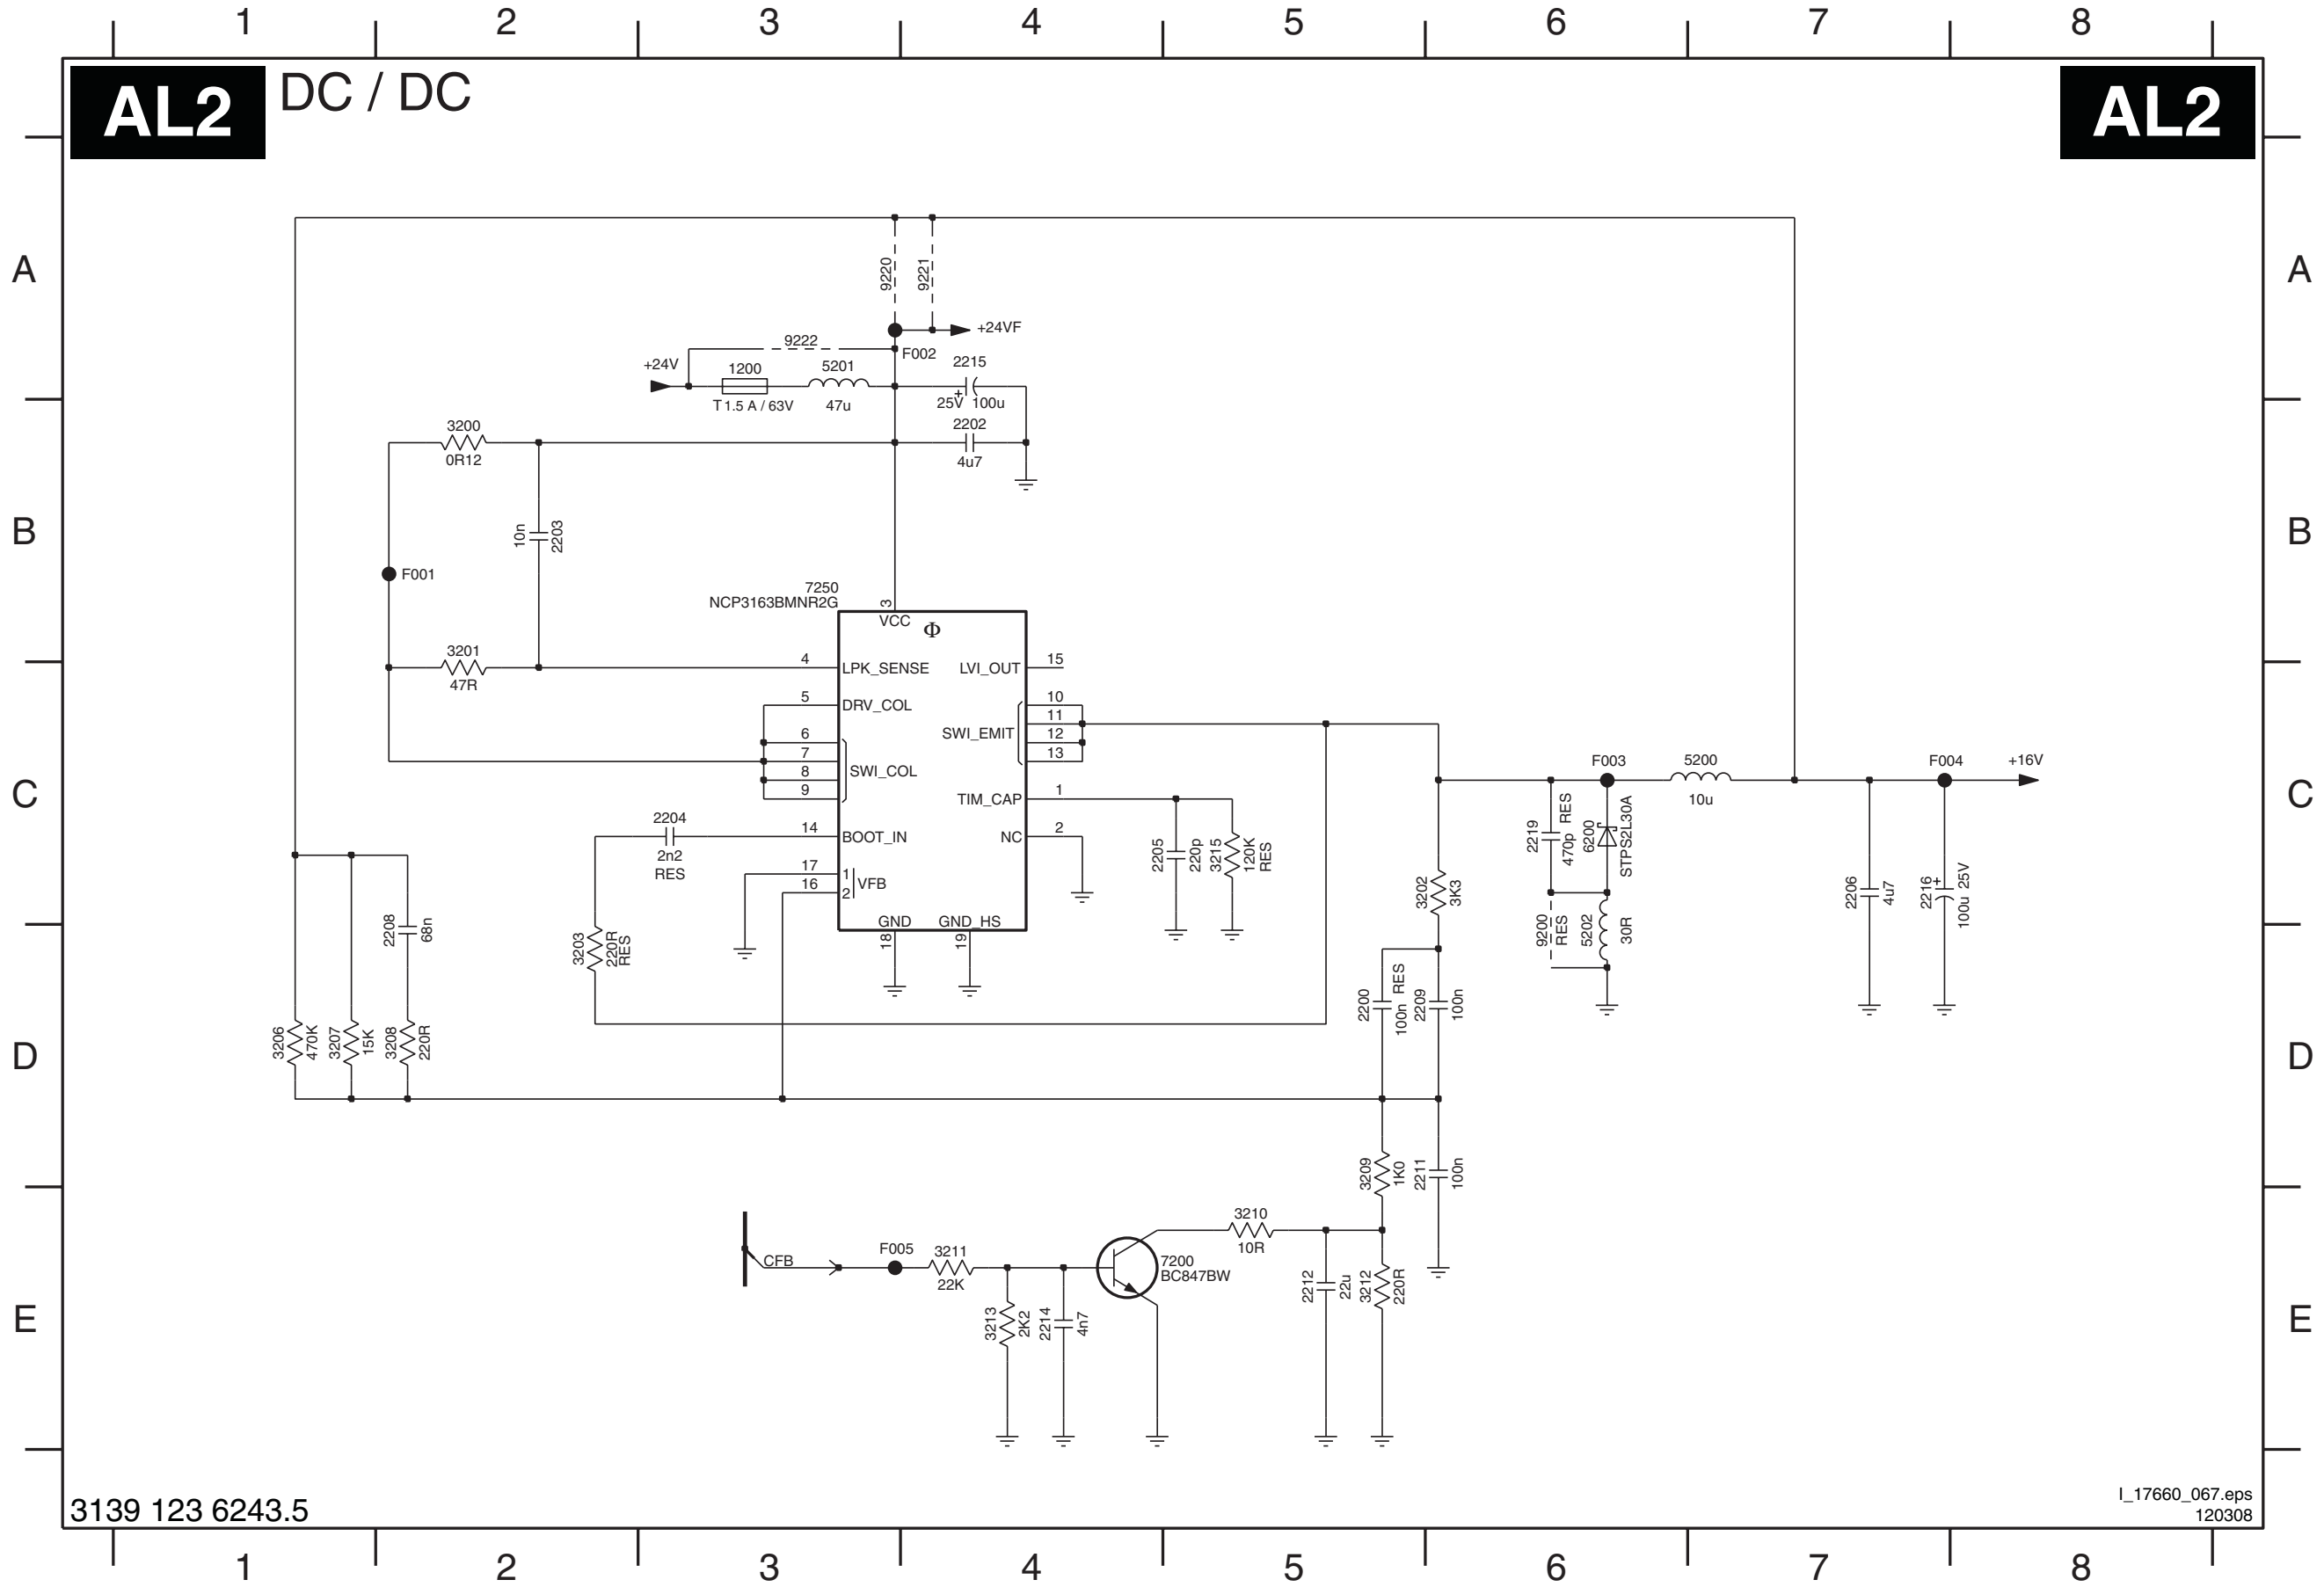 1 2 3 4 5 6 7 8
AL2 DC / DC AL2
A A
9220
9221
+24VF
9222
F002
+24V
1200
5201
2215
T 1.5 A / 63V
47u
+
25V 100u
3200
2202
0R12
4u7
B B
10n
2203
F001
7250
NCP3163BMNR2G
3
VCC
Φ
3201
47R
4 LPK_SENSE
LVI_OUT 15
5 DRV_COL
10
11
SWI_EMIT
12
13
6
7
SWI_COL
8
9
F003
5200
F004
+16V
10u
C C
TIM_CAP 1
2204
14 BOOT_IN
NC 2
2n2
RES
17 1
VFB
16 2
2205
220p
3215
120K
RES
2219
470p RES
6200
STPS2L30A
3202
3K3
2206
4u7
2216 +
100u 25V
GND
GND_HS
18
19
2208
68n
3203
220R
RES
9200
RES
5202
30R
2200
100n RES
2209
100n
D D
3206
470K
3207
15K
3208
220R
3209
1K0
2211
100n
3210
10R
CFB
F005
3211
22K
7200
BC847BW
2212
22u
3212
220R
3213
2K2
2214
4n7
E E
3139 123 6243.5
I_17660_067.eps
120308
1 2 3 4 5 6 7 8